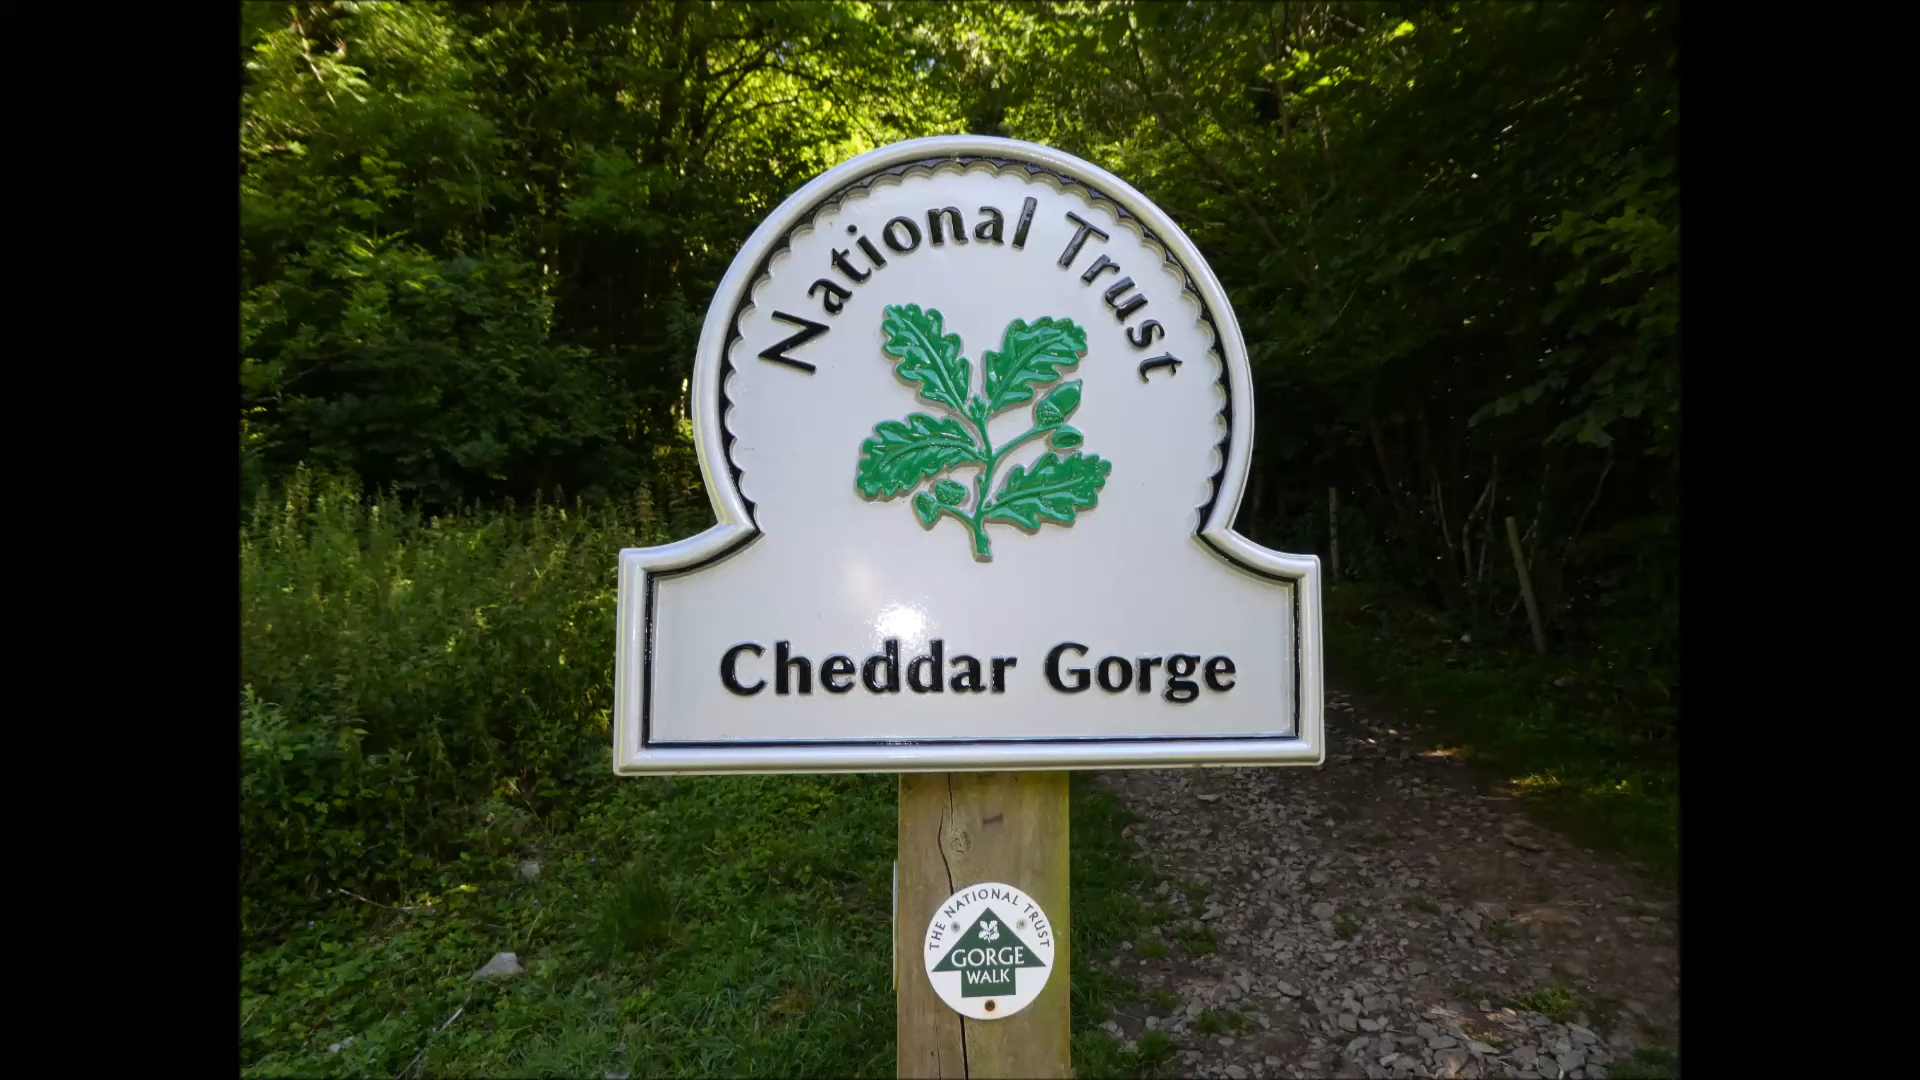 National Trust
Cheddar Gorge
THE NATIONAL TRUST
GORGE
WALK